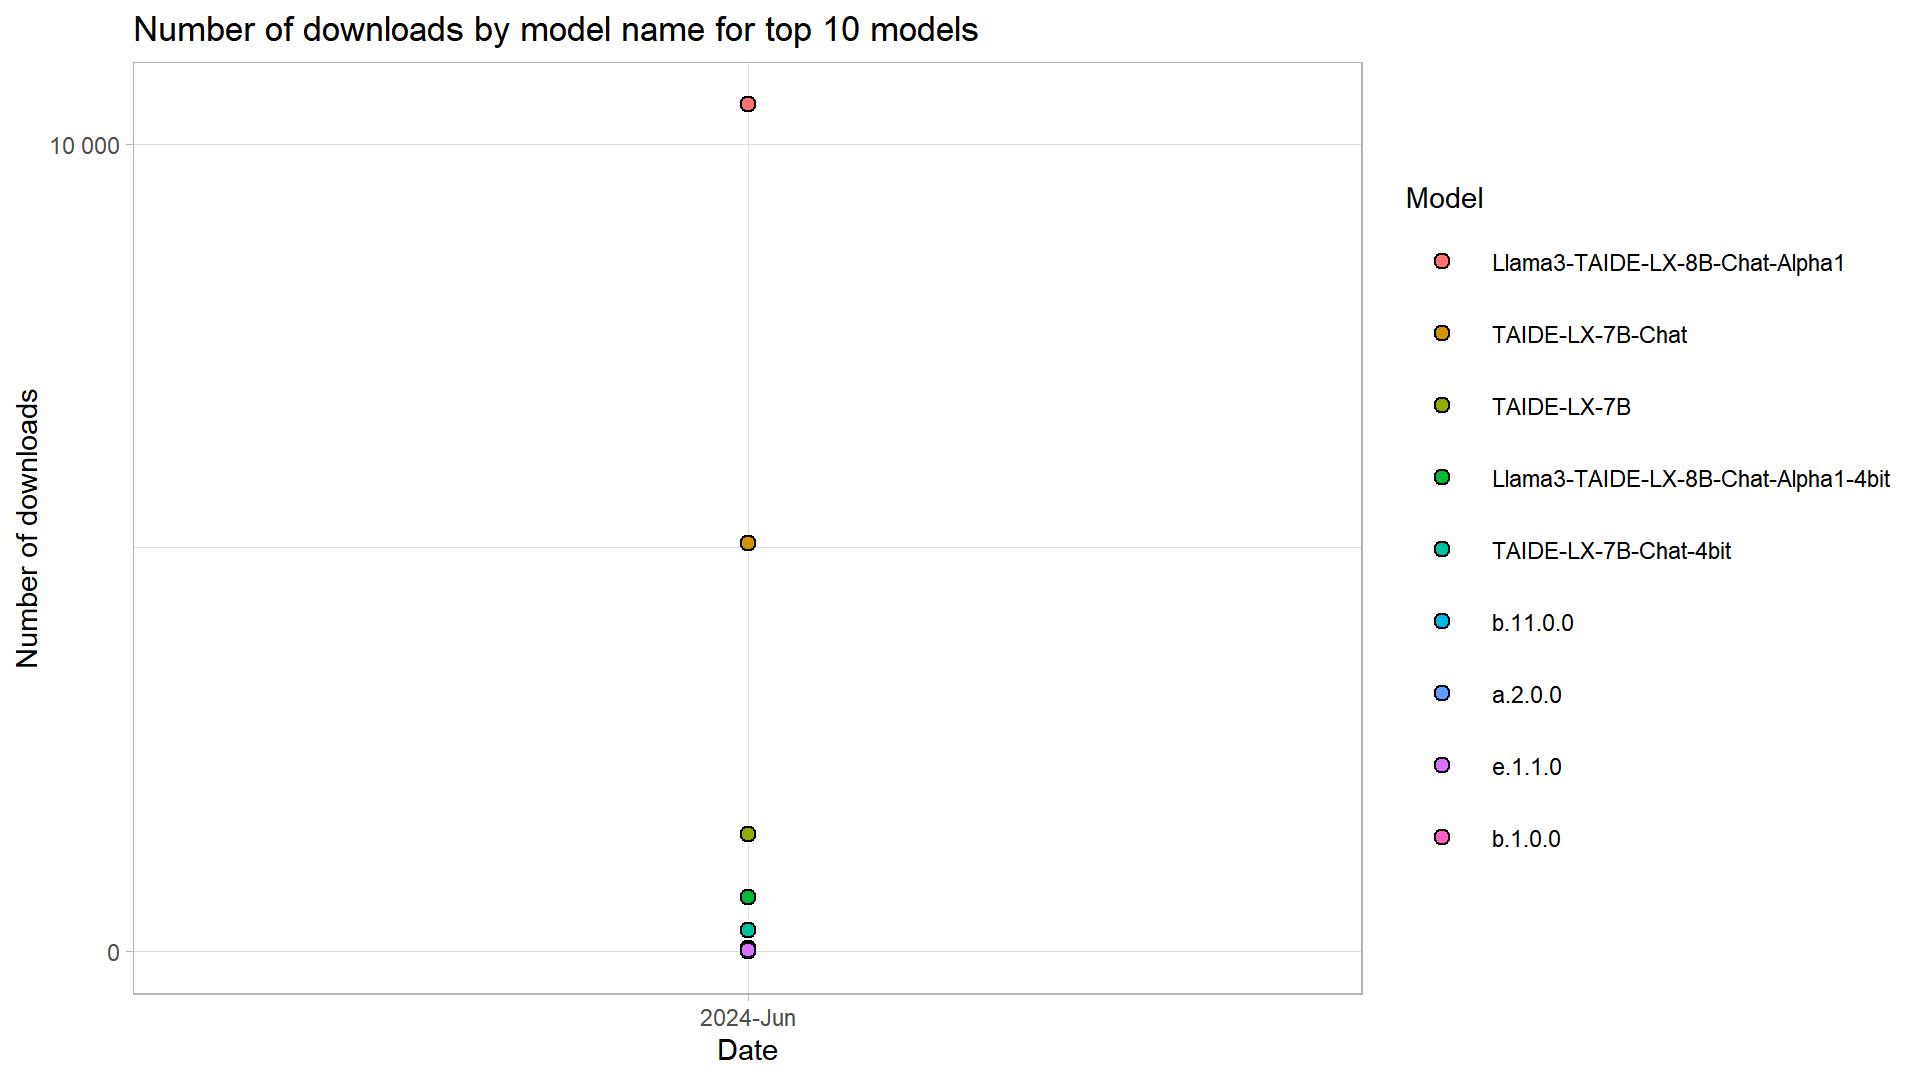 Number of downloads by model name for top 10 models
10 000
0
Number of downloads
2024-Jun
Date
Model
Llama3-TAIDE-LX-8B-Chat-Alpha1
TAIDE-LX-7B-Chat
TAIDE-LX-7B
Llama3-TAIDE-LX-8B-Chat-Alpha1-4bit
TAIDE-LX-7B-Chat-4bit
b.11.0.0
a.2.0.0
e.1.1.0
b.1.0.0